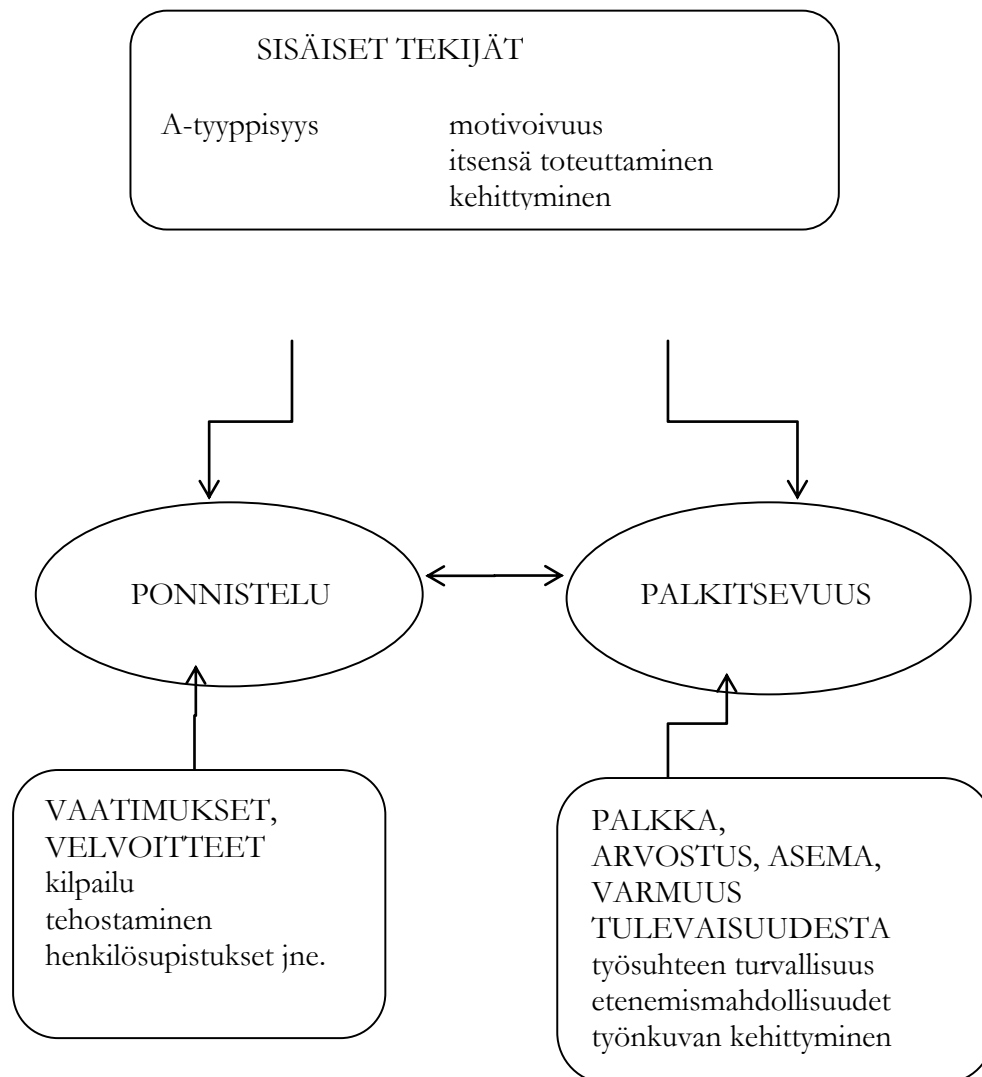 SISÄISET TEKIJÄT
A-tyyppisyys motivoivuus
itsensä toteuttaminen
kehittyminen
PONNISTELU
PALKITSEVUUS
VAATIMUKSET,
VELVOITTEET
kilpailu
tehostaminen
henkilösupistukset jne.
PALKKA,
ARVOSTUS, ASEMA,
VARMUUS
TULEVAISUUDESTA
työsuhteen turvallisuus
etenemismahdollisuudet
työnkuvan kehittyminen